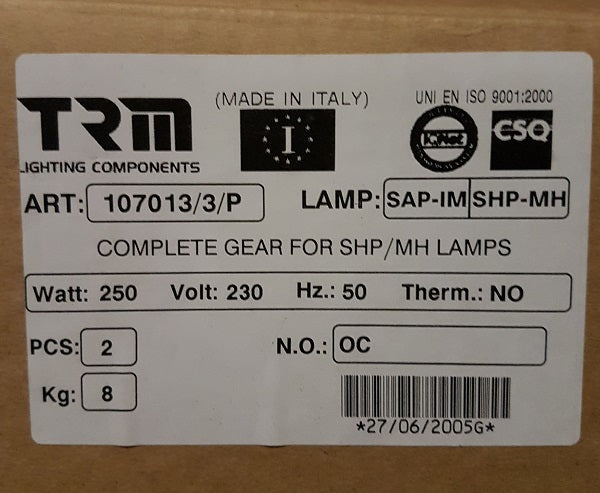 TRM
LIGHTING COMPONENTS
(MADE IN ITALY)
I
UNI EN ISO 9001:2000
CSQ
ART: 107013/3/P
LAMP: SAP-IM SHP-MH
COMPLETE GEAR FOR SHP/MH LAMPS
Watt: 250 Volt: 230 Hz.: 50 Therm.: NO
PCS: 2
N.O.: OC
Kg: 8
*27/06/2005G*